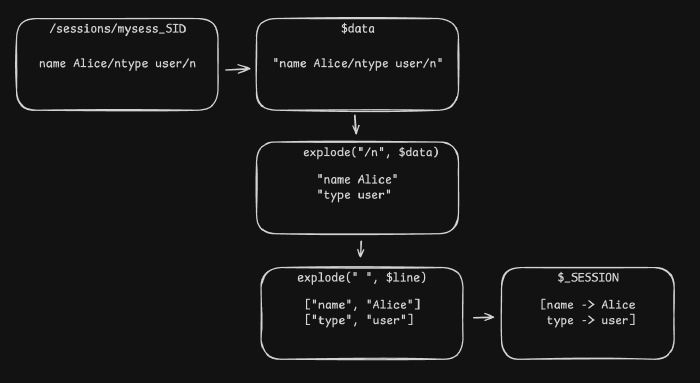 /sessions/mysess_SID
name Alice/ntype user/n
$data
"name Alice/ntype user/n"
explode("/n", $data)
"name Alice"
"type user"
explode(" ", $line)
["name", "Alice"]
["type", "user"]
$_SESSION
[name -> Alice
type -> user]